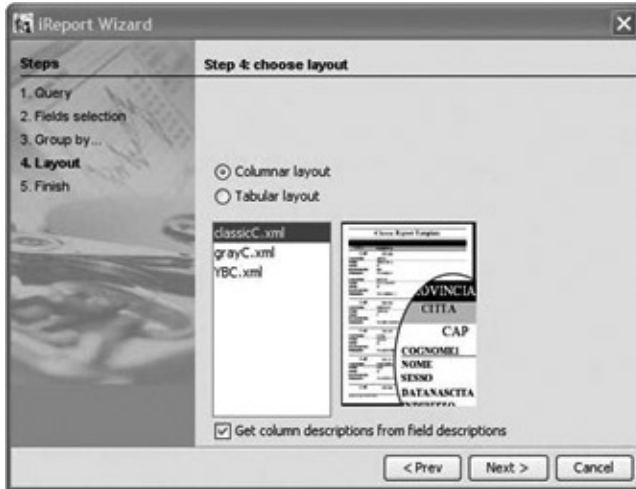 iReport Wizard
Steps
Step 4: choose layout
1. Query
2. Fields selection
3. Group by...
4. Layout
5. Finish
Columnar layout
Tabular layout
classicC.xml
grayC.xml
YBC.xml
Classic Report Template
OVINCIA
CITTA
CAP
COGNOME1
NOME
SESSO
DATANASCITA
Get column descriptions from field descriptions
< Prev
Next >
Cancel